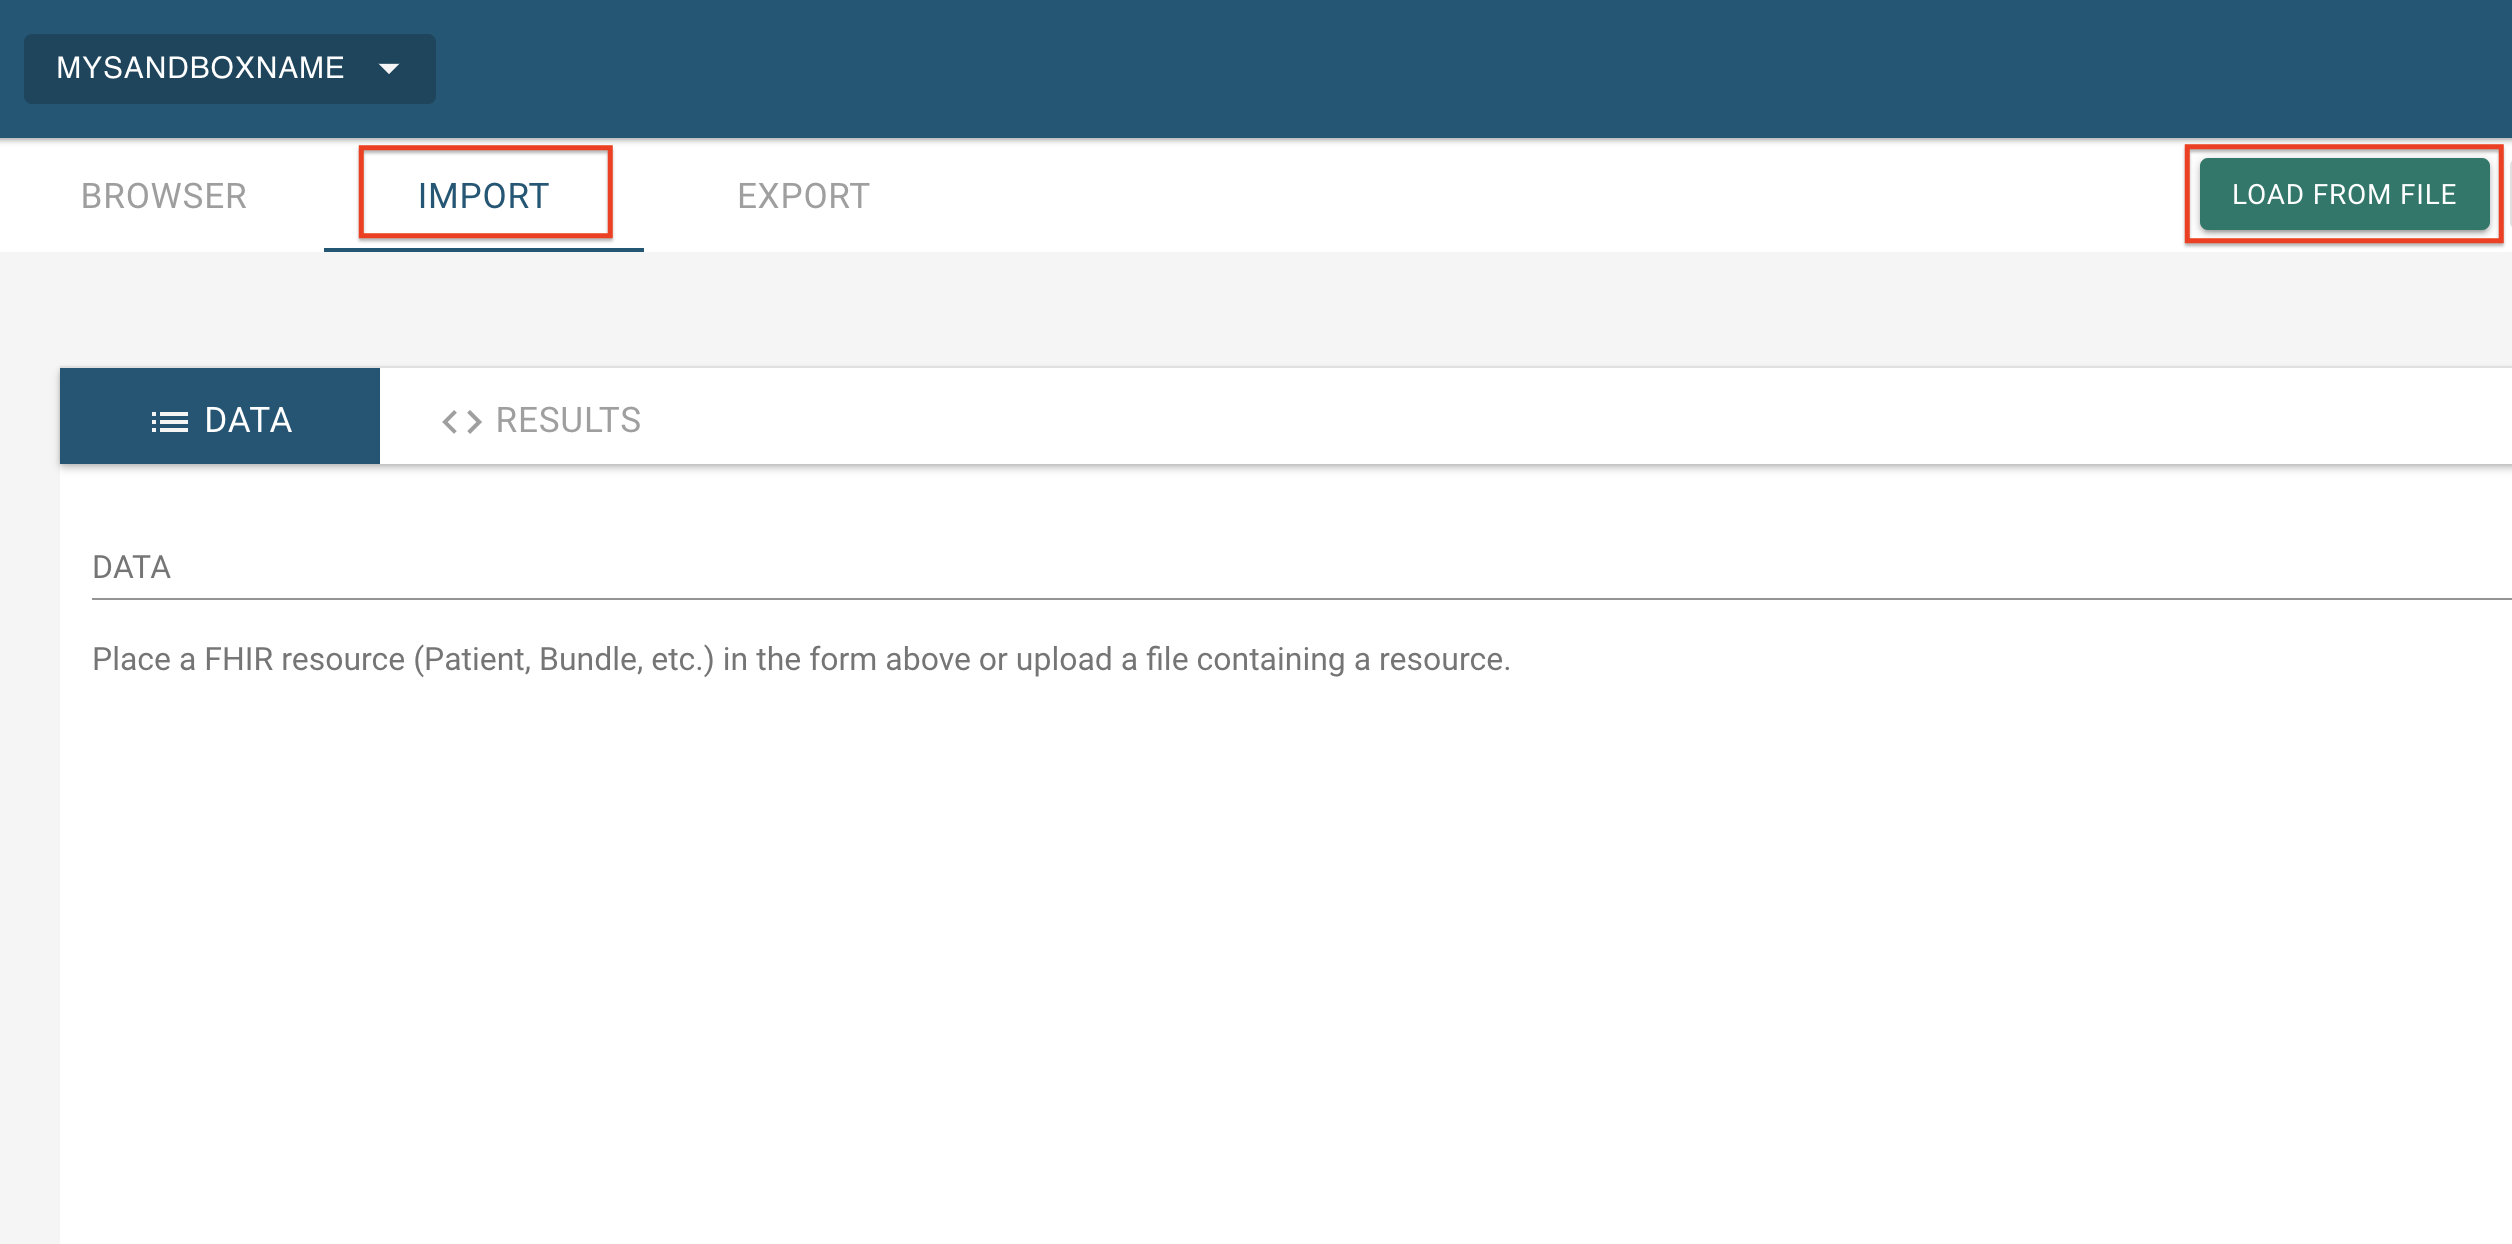 MYSANDBOXNAME
BROWSER IMPORT EXPORT LOAD FROM FILE
DATA RESULTS
DATA
Place a FHIR resource (Patient, Bundle, etc.) in the form above or upload a file containing a resource.